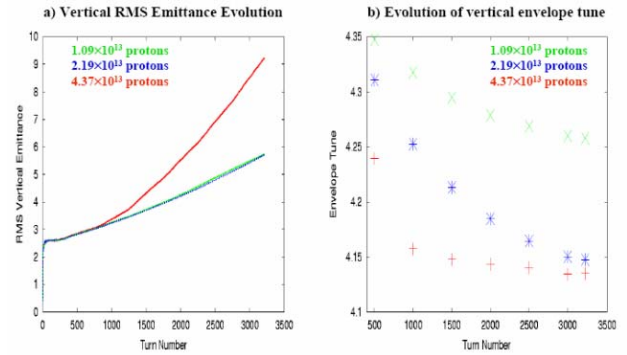 a) Vertical RMS Emittance Evolution
1.09×10¹³ protons
2.19×10¹³ protons
4.37×10¹³ protons
RMS Vertical Emittance
10
9
8
7
6
5
4
3
2
1
0
0 500 1000 1500 2000 2500 3000 3500
Turn Number
b) Evolution of vertical envelope tune
1.09×10¹³ protons
2.19×10¹³ protons
4.37×10¹³ protons
Envelope Tune
4.35
4.3
4.25
4.2
4.15
4.1
500 1000 1500 2000 2500 3000 3500
Turn Number